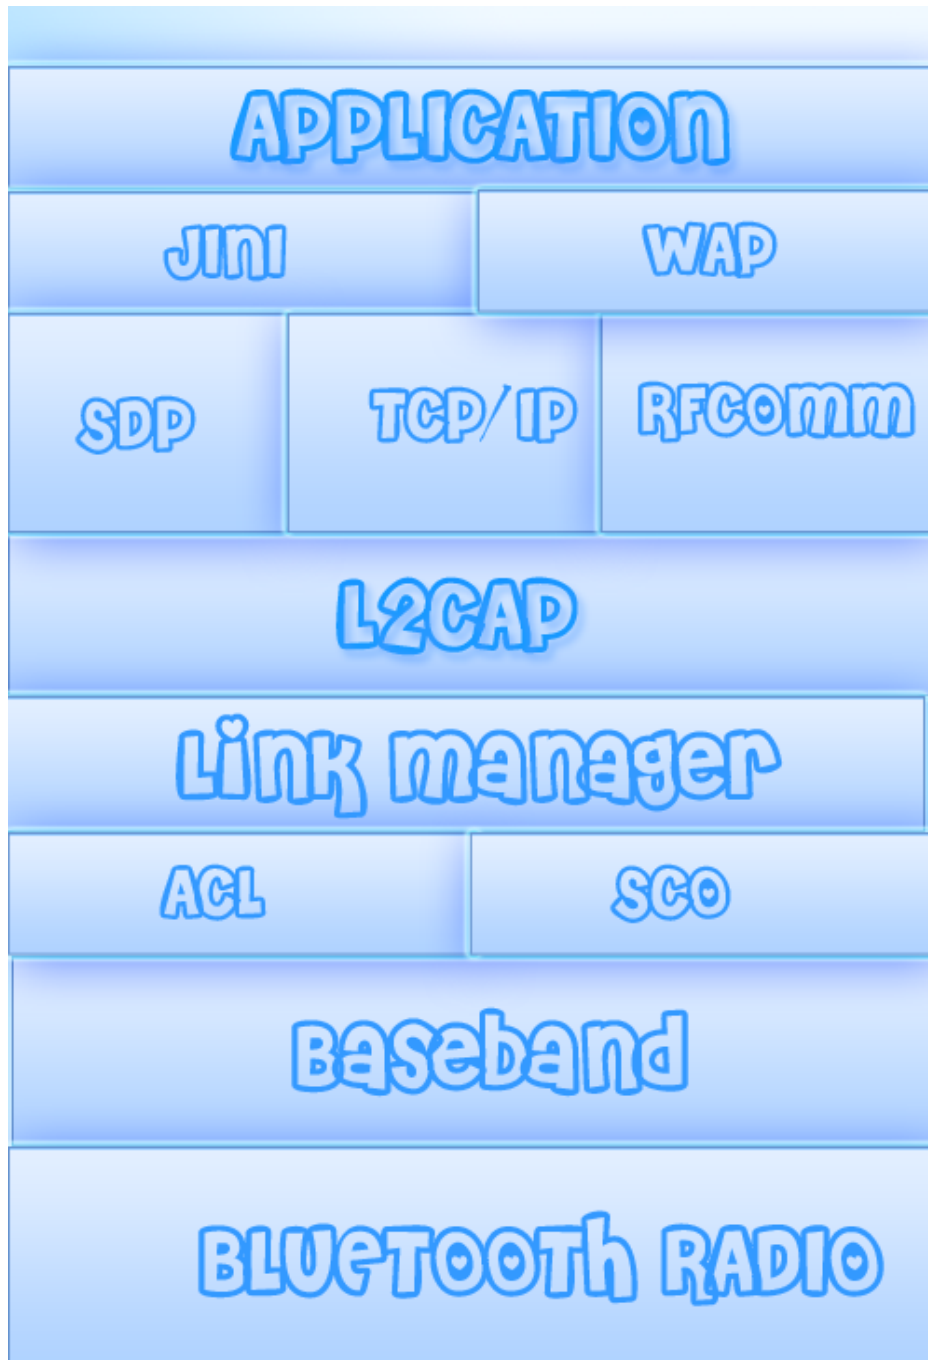 APPLICATION
JINI WAP
SDP TCP/IP RFCOMM
L2CAP
Link manager
ACL SCO
Baseband
BLUETOOTH RADIO